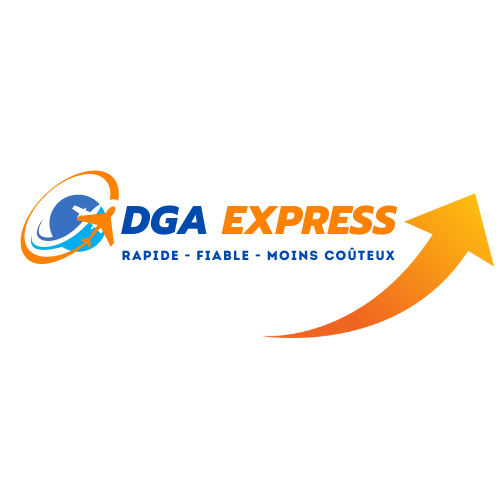 DGA EXPRESS
RAPIDE - FIABLE - MOINS COÛTEUX